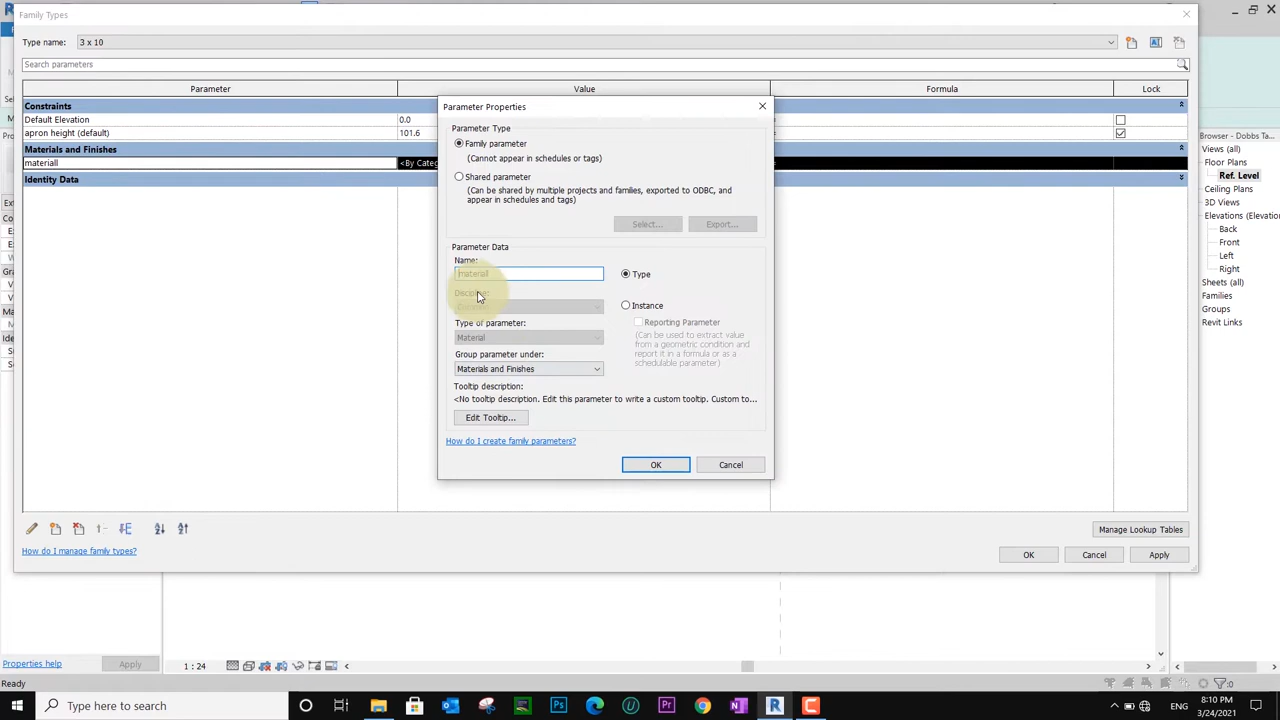 Family Types
Type name: 3 x 10
Search parameters
Parameter Value Formula Lock
Constraints
Default Elevation 0.0
apron height (default) 101.6 =
Materials and Finishes
materiall <By Categ =
Identity Data
Parameter Properties
Parameter Type
Family parameter
(Cannot appear in schedules or tags)
Shared parameter
(Can be shared by multiple projects and families, exported to ODBC, and
appear in schedules and tags)
Select... Export...
Parameter Data
Name:
materiall
Type
Discipline:
Instance
Reporting Parameter
(Can be used to extract value
from a geometric condition and
report it in a formula or as a
schedulable parameter)
Type of parameter:
Material
Group parameter under:
Materials and Finishes
Tooltip description:
<No tooltip description. Edit this parameter to write a custom tooltip. Custom to...
Edit Tooltip...
How do I create family parameters?
OK Cancel
Manage Lookup Tables
How do I manage family types?
OK Cancel Apply
Browser - Dobbs Ta
Views (all)
Floor Plans
Ref. Level
Ceiling Plans
3D Views
Elevations (Elevation
Back
Front
Left
Right
Sheets (all)
Families
Groups
Revit Links
Properties help Apply
1 : 24
Ready
:0
Type here to search
8:10 PM
3/24/2021